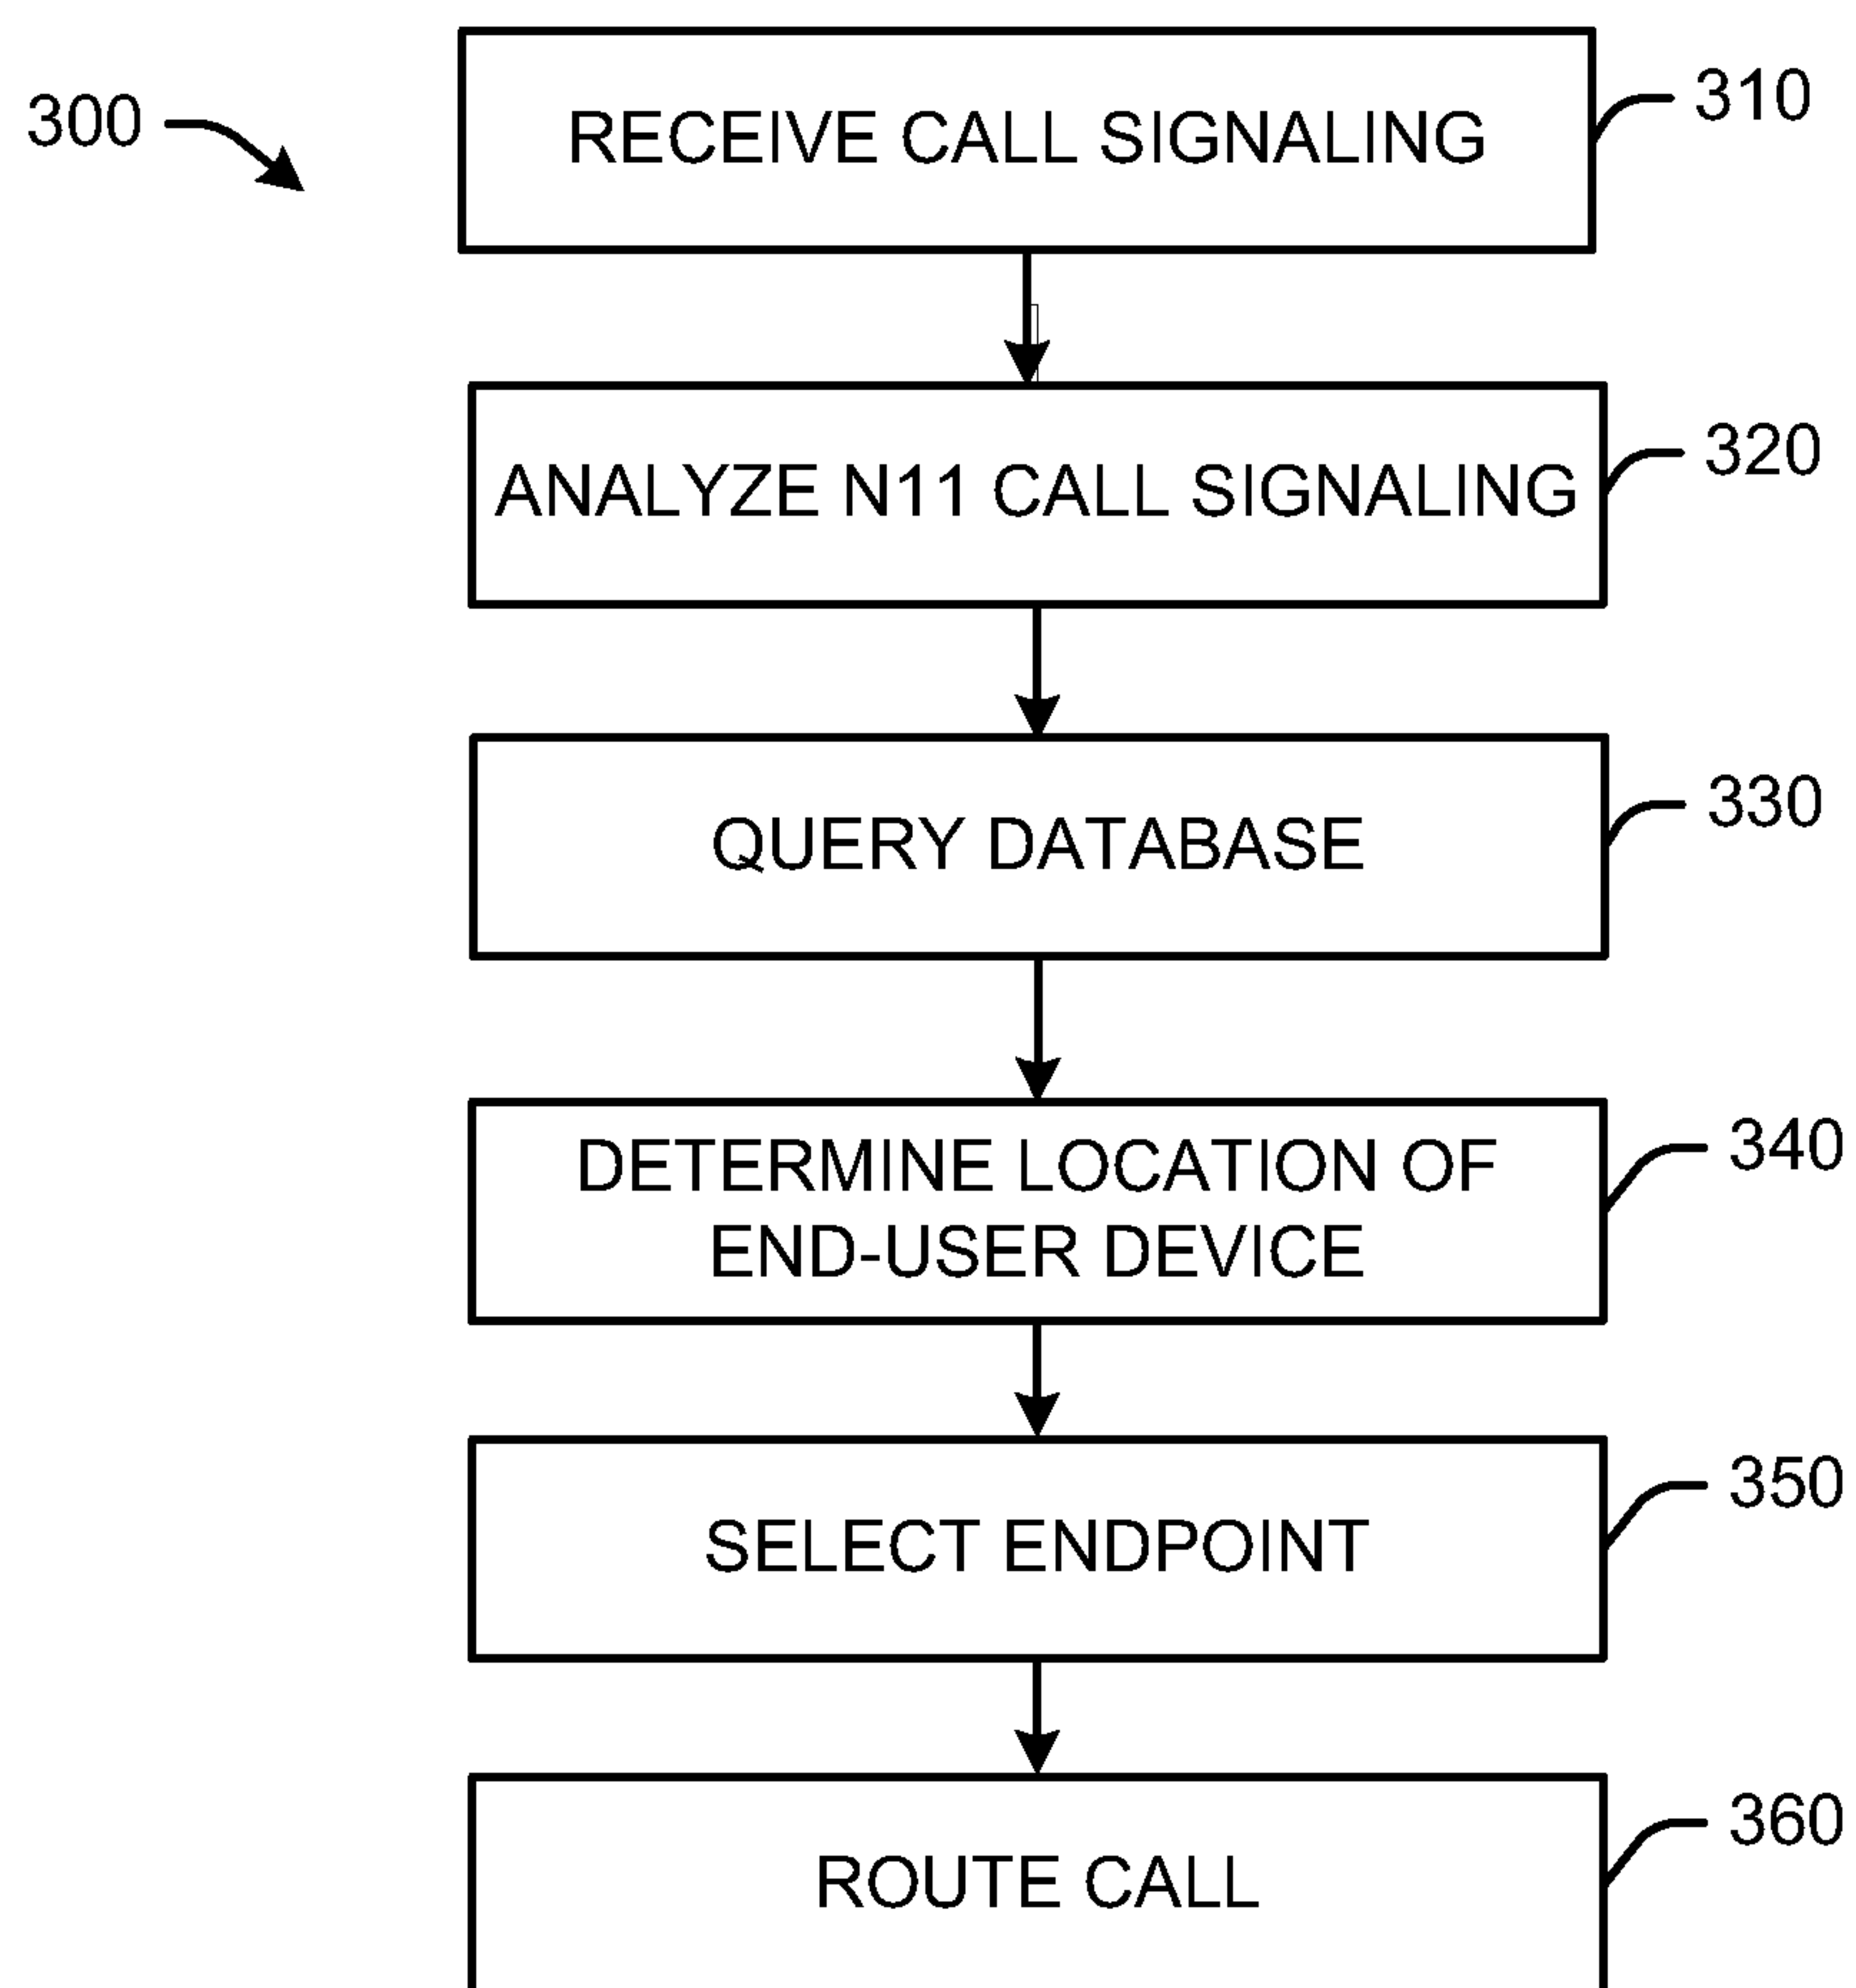 300
RECEIVE CALL SIGNALING
310
ANALYZE N11 CALL SIGNALING
320
QUERY DATABASE
330
DETERMINE LOCATION OF
END-USER DEVICE
340
SELECT ENDPOINT
350
ROUTE CALL
360